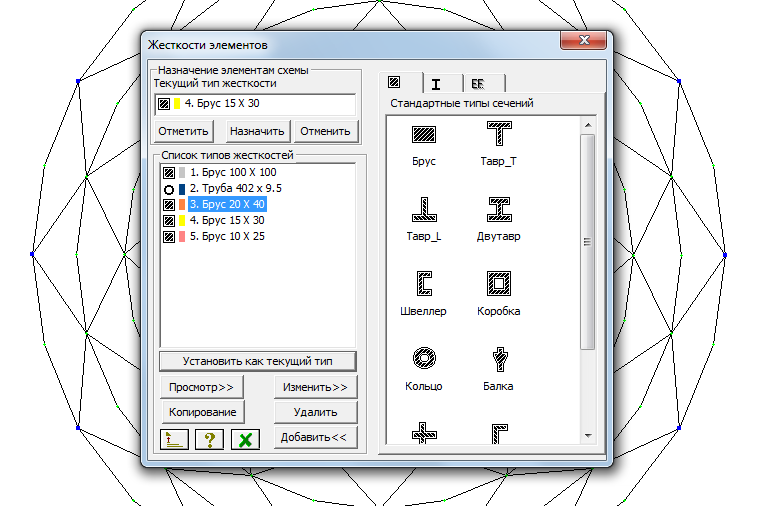 Жесткости элементов
Назначение элементам схемы
Текущий тип жесткости
4. Брус 15 X 30
Отметить
Назначить
Отменить
Список типов жесткостей
1. Брус 100 X 100
2. Труба 402 x 9.5
3. Брус 20 X 40
4. Брус 15 X 30
5. Брус 10 X 25
Установить как текущий тип
Просмотр>>
Изменить>>
Копирование
Удалить
?
Добавить<<
Стандартные типы сечений
Брус
Тавр_T
Тавр_L
Двутавр
Швеллер
Коробка
Кольцо
Балка